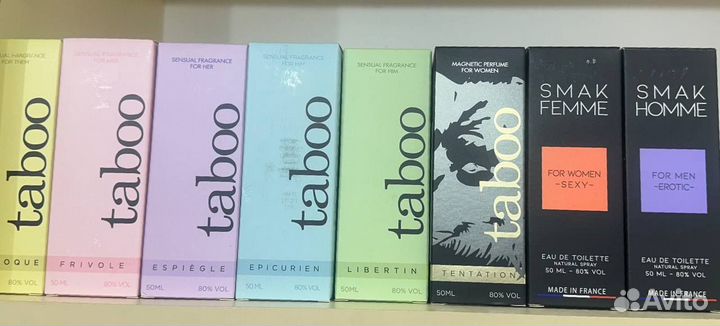 SENSUAL FRAGRANCE
FOR THEM
taboo
OQUÉ
80%
SENSUAL FRAGRANCE
FOR HER
taboo
FRIVOLE
50ML 80% VOL
SENSUAL FRAGRANCE
FOR HER
taboo
ESPIÈGLE
50ML 80% VOL
SENSUAL FRAGRANCE
FOR HIM
taboo
EPICURIEN
50ML 80% VOL
SENSUAL FRAGRANCE
FOR HIM
taboo
LIBERTIN
50ML 80% VOL
MAGNETIC PERFUME
FOR WOMEN
taboo
TENTATION
50ML 80% VOL
SMAK
FEMME
FOR WOMEN
-SEXY-
EAU DE TOILETTE
NATURAL SPRAY
50 ML - 80% VOL
MADE IN FRANCE
SMAK
HOMME
FOR MEN
-EROTIC-
EAU DE TOILETTE
NATURAL SPRAY
50 ML - 80% VOL
MADE IN FRANCE
Avito